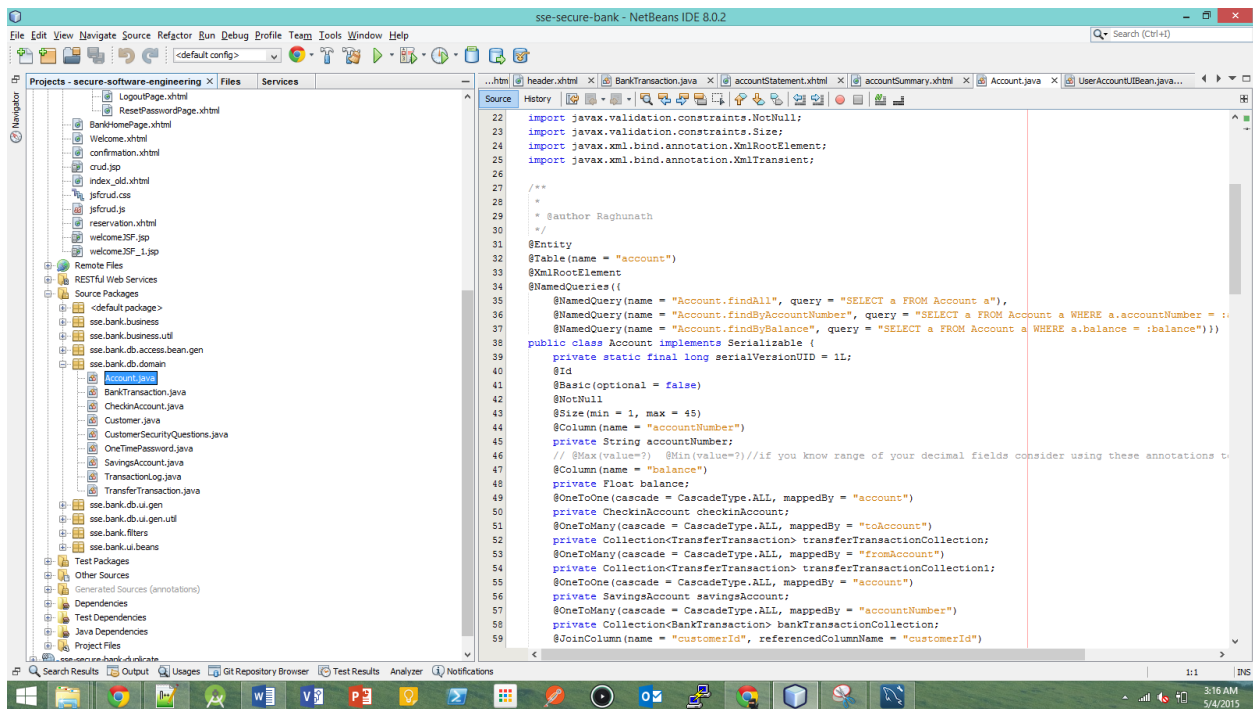 sse-secure-bank - NetBeans IDE 8.0.2
File Edit View Navigate Source Refactor Run Debug Profile Team Tools Window Help
Search (Ctrl+I)
<default config>
Projects - secure-software-engineering × Files Services
...htm header.xhtml × BankTransaction.java × accountStatement.xhtml × accountSummary.xhtml × Account.java × UserAccountUIBean.java...
Navigator
Source History
LogoutPage.xhtml
ResetPasswordPage.xhtml
BankHomePage.xhtml
Welcome.xhtml
confirmation.xhtml
crud.jsp
index_old.xhtml
jsfcrud.css
jsfcrud.js
reservation.xhtml
welcomeJSF.jsp
welcomeJSF_1.jsp
Remote Files
RESTful Web Services
Source Packages
<default package>
sse.bank.business
sse.bank.business.util
sse.bank.db.access.bean.gen
sse.bank.db.domain
Account.java
BankTransaction.java
CheckinAccount.java
Customer.java
CustomerSecurityQuestions.java
OneTimePassword.java
SavingsAccount.java
TransactionLog.java
TransferTransaction.java
sse.bank.db.ui.gen
sse.bank.db.ui.gen.util
sse.bank.filters
sse.bank.ui.beans
Test Packages
Other Sources
Generated Sources (annotations)
Dependencies
Test Dependencies
Java Dependencies
Project Files
sse-secure-bank-duplicate
22 import javax.validation.constraints.NotNull;
23 import javax.validation.constraints.Size;
24 import javax.xml.bind.annotation.XmlRootElement;
25 import javax.xml.bind.annotation.XmlTransient;
26
27 /**
28 *
29 * @author Raghunath
30 */
31 @Entity
32 @Table(name = "account")
33 @XmlRootElement
34 @NamedQueries({
35 @NamedQuery(name = "Account.findAll", query = "SELECT a FROM Account a"),
36 @NamedQuery(name = "Account.findByAccountNumber", query = "SELECT a FROM Account a WHERE a.accountNumber = :
37 @NamedQuery(name = "Account.findByBalance", query = "SELECT a FROM Account a WHERE a.balance = :balance")})
38 public class Account implements Serializable {
39 private static final long serialVersionUID = 1L;
40 @Id
41 @Basic(optional = false)
42 @NotNull
43 @Size(min = 1, max = 45)
44 @Column(name = "accountNumber")
45 private String accountNumber;
46 // @Max(value=?) @Min(value=?)//if you know range of your decimal fields consider using these annotations t
47 @Column(name = "balance")
48 private Float balance;
49 @OneToOne(cascade = CascadeType.ALL, mappedBy = "account")
50 private CheckinAccount checkinAccount;
51 @OneToMany(cascade = CascadeType.ALL, mappedBy = "toAccount")
52 private Collection<TransferTransaction> transferTransactionCollection;
53 @OneToMany(cascade = CascadeType.ALL, mappedBy = "fromAccount")
54 private Collection<TransferTransaction> transferTransactionCollection1;
55 @OneToOne(cascade = CascadeType.ALL, mappedBy = "account")
56 private SavingsAccount savingsAccount;
57 @OneToMany(cascade = CascadeType.ALL, mappedBy = "accountNumber")
58 private Collection<BankTransaction> bankTransactionCollection;
59 @JoinColumn(name = "customerId", referencedColumnName = "customerId")
Search Results Output Usages Git Repository Browser Test Results Analyzer Notifications
1:1 INS
3:16 AM
5/4/2015